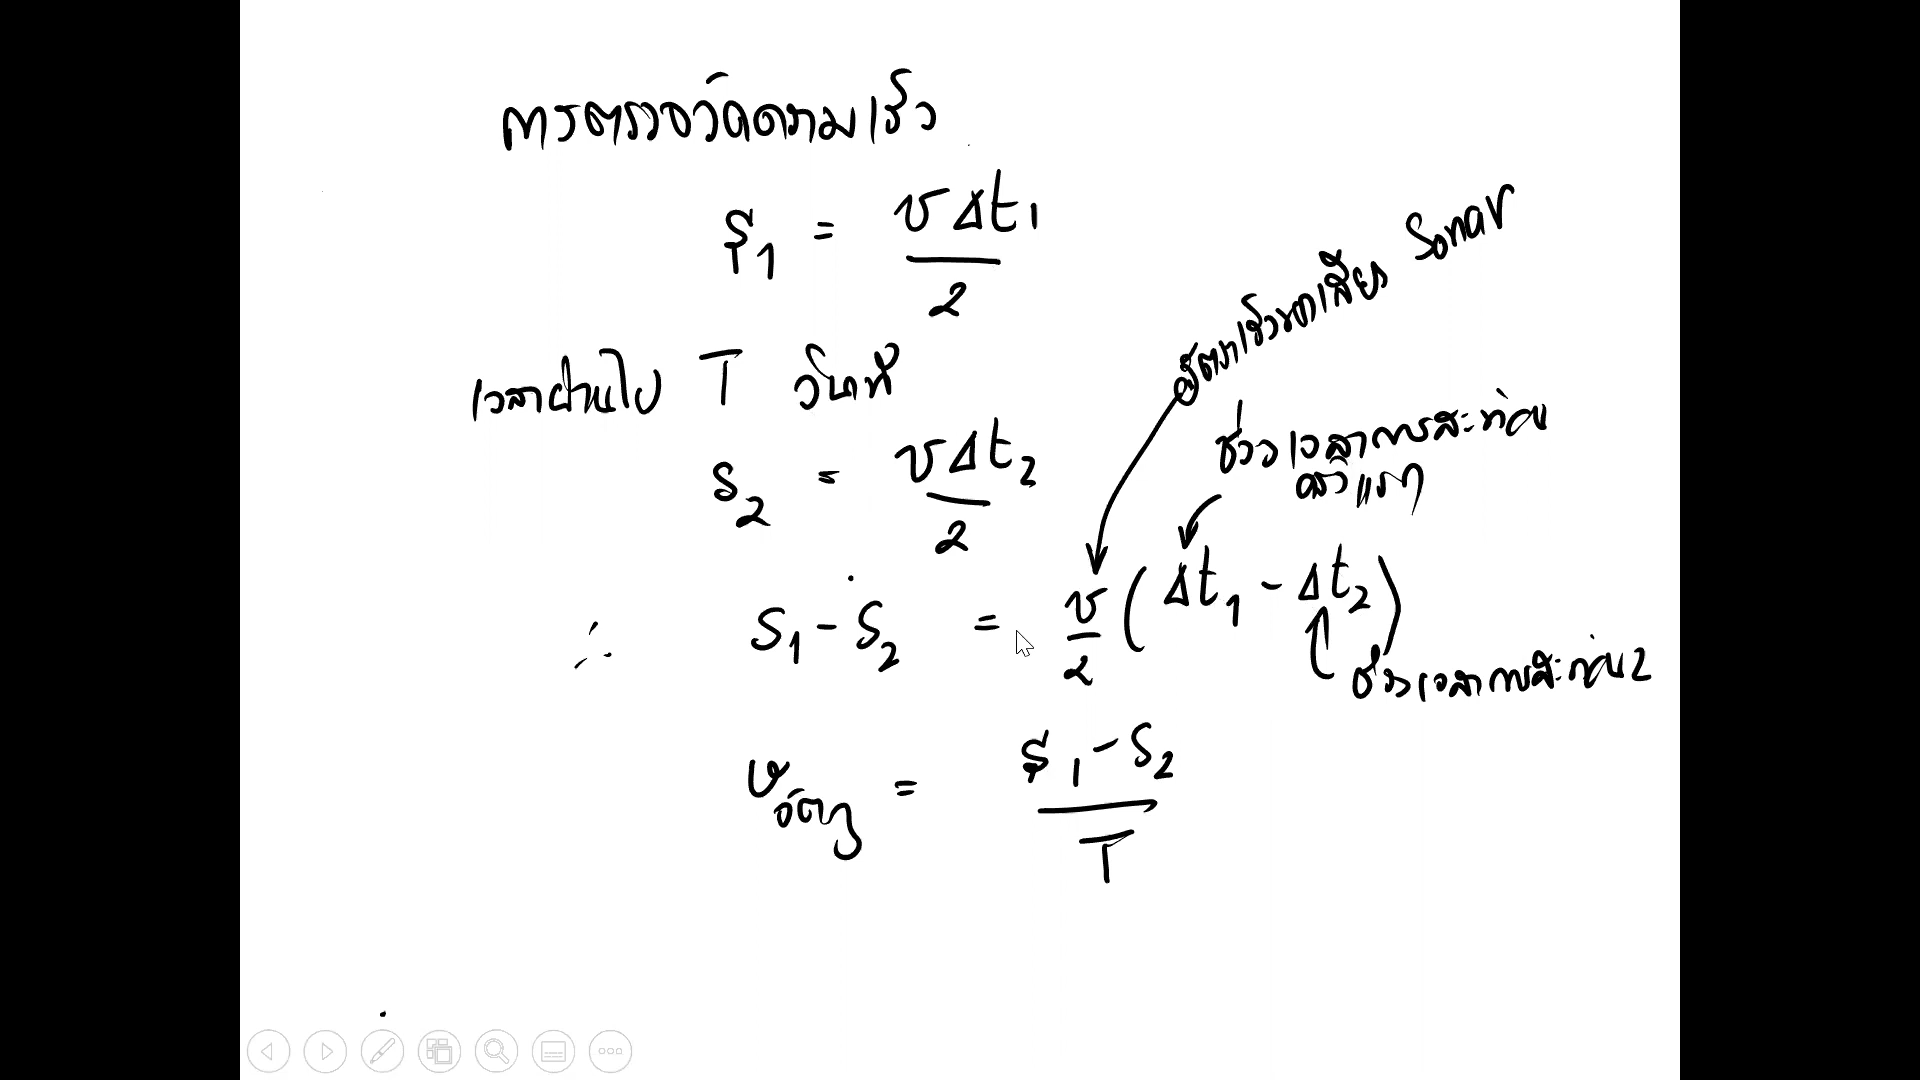 การตรวจวัดความเร็ว
S₁ = vΔt₁/2
เวลาผ่านไป T วินาที
S₂ = vΔt₂/2
อัตราเร็วของเสียง Sonar
ช่วงเวลาการสะท้อน
ครั้งแรก
∴ S₁ - S₂ = v/2 (Δt₁ - Δt₂)
ช่วงเวลาการสะท้อน 2
vวัตถุ = S₁ - S₂/T